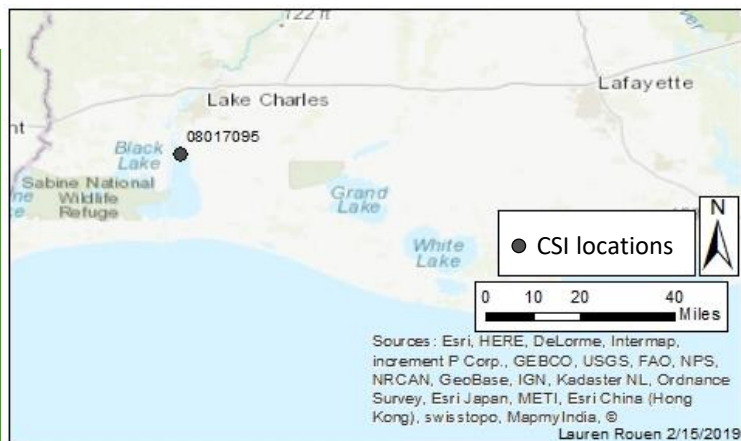 122 ft
Lake Charles
Lafayette
nt
08017095
Black
Lake
Sabine National
Wildlife
Refuge
ne
Grand
Lake
White
Lake
N
CSI locations
0 10 20 40
Miles
Sources: Esri, HERE, DeLorme, Intermap,
increment P Corp., GEBCO, USGS, FAO, NPS,
NRCAN, GeoBase, IGN, Kadaster NL, Ordnance
Survey, Esri Japan, METI, Esri China (Hong
Kong), swisstopo, MapmyIndia, ©
Lauren Rouen 2/15/2019